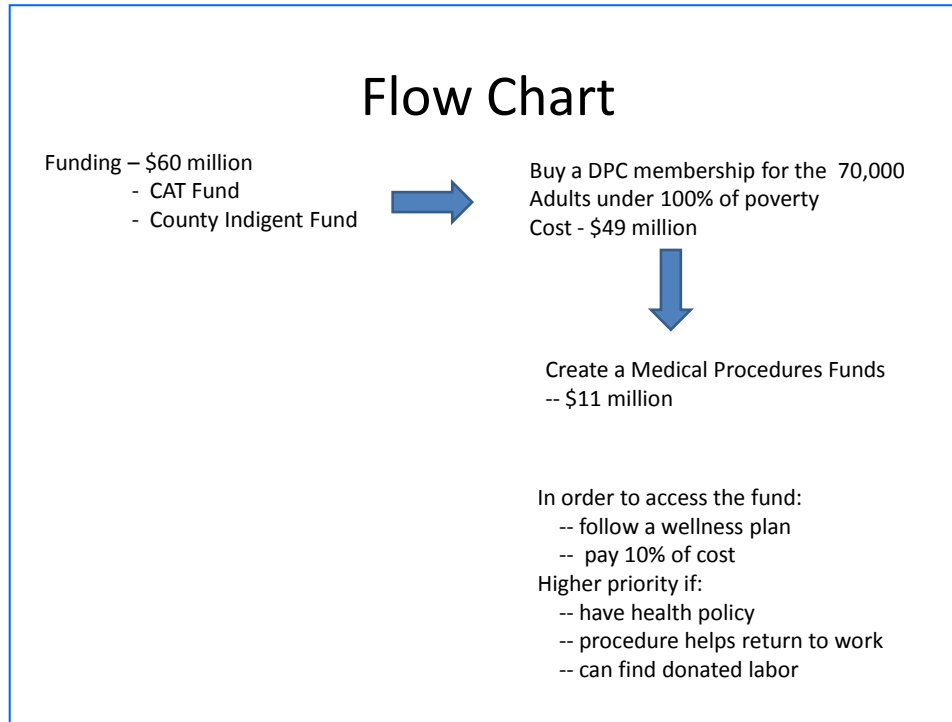 Flow Chart
Funding – $60 million
- CAT Fund
- County Indigent Fund
Buy a DPC membership for the 70,000
Adults under 100% of poverty
Cost - $49 million
Create a Medical Procedures Funds
-- $11 million
In order to access the fund:
-- follow a wellness plan
-- pay 10% of cost
Higher priority if:
-- have health policy
-- procedure helps return to work
-- can find donated labor